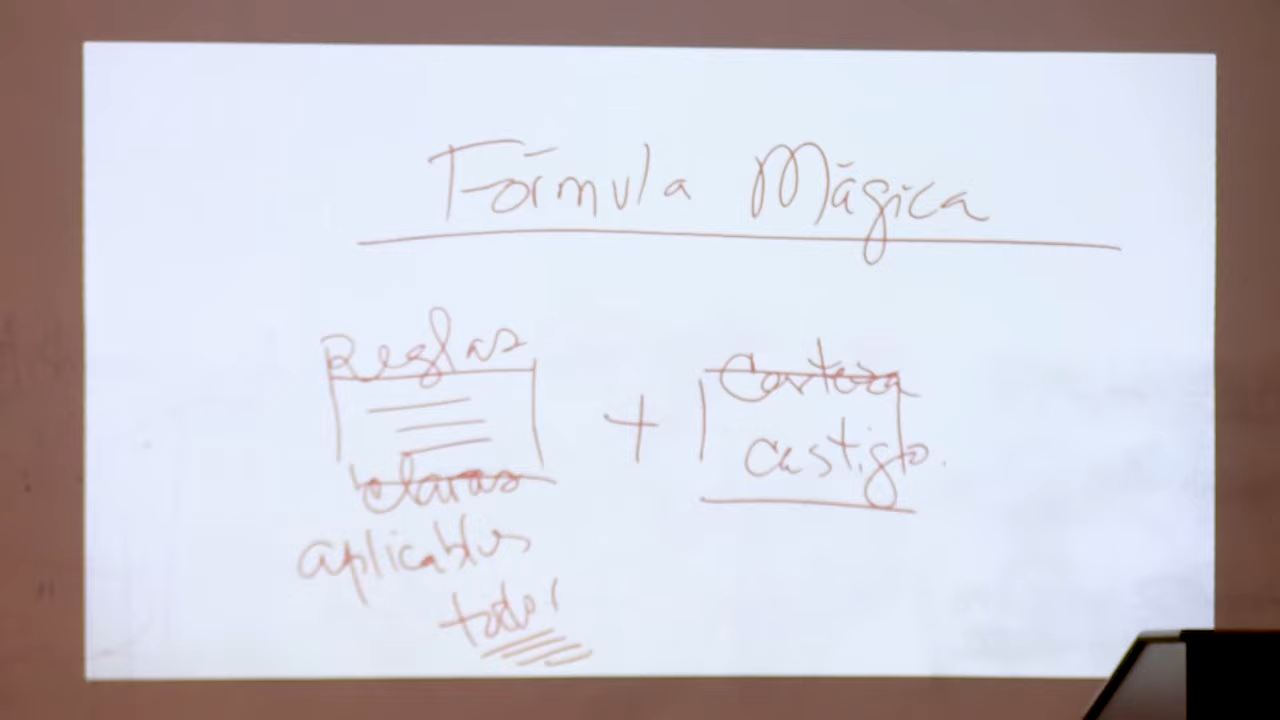 Fórmula Mágica
Reglas
claras
aplicables
todos
+
Certeza
castigo.